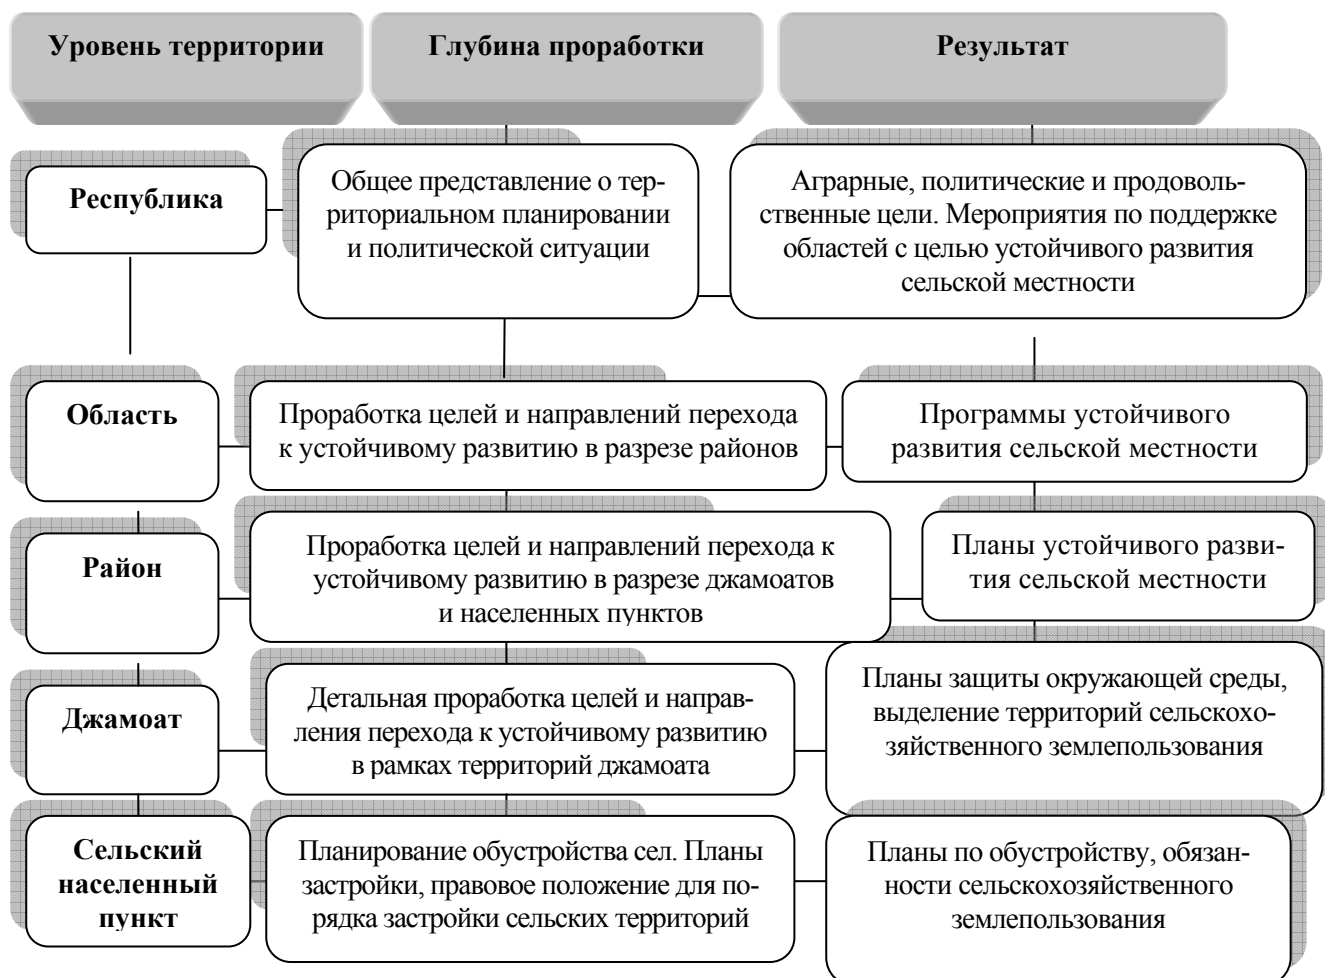 Уровень территории
Глубина проработки
Результат
Республика
Общее представление о тер-
риториальном планировании
и политической ситуации
Аграрные, политические и продоволь-
ственные цели. Мероприятия по поддержке
областей с целью устойчивого развития
сельской местности
Область
Проработка целей и направлений перехода
к устойчивому развитию в разрезе районов
Программы устойчивого
развития сельской местности
Район
Проработка целей и направлений перехода к
устойчивому развитию в разрезе джамоатов
и населенных пунктов
Планы устойчивого разви-
тия сельской местности
Джамоат
Детальная проработка целей и направ-
ления перехода к устойчивому развитию
в рамках территорий джамоата
Планы защиты окружающей среды,
выделение территорий сельскохо-
зяйственного землепользования
Сельский
населенный
пункт
Планирование обустройства сел. Планы
застройки, правовое положение для по-
рядка застройки сельских территорий
Планы по обустройству, обязан-
ности сельскохозяйственного
землепользования